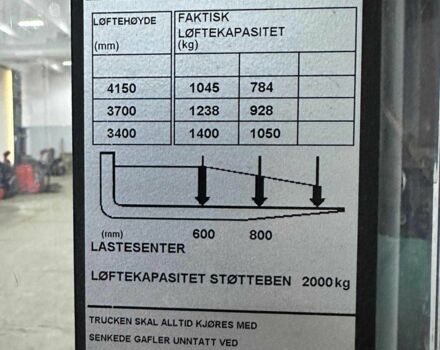 LØFTEHØYDE FAKTISK
LØFTEKAPASITET
(mm) (kg)
4150 1045 784
3700 1238 928
3400 1400 1050
(mm) 600 800
LASTESENTER
LØFTEKAPASITET STØTTEBEN 2000kg
TRUCKEN SKAL ALLTID KJØRES MED
SENKEDE GAFLER UNNTATT VED